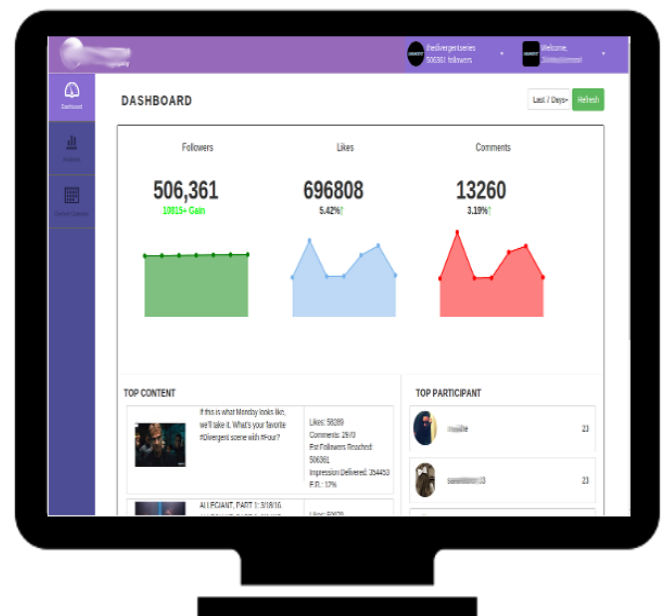 thedivergentseries
506361 followers
Welcome,
Dashboard
DASHBOARD
Last 7 Days
Refresh
Followers
Likes
Comments
506,361
696808
13260
10815+ Gain
5.42%↑
3.19%↑
TOP CONTENT
TOP PARTICIPANT
If this is what Monday looks like,
we'll take it. What's your favorite
#Divergent scene with #Four?
Likes: 58289
Comments: 2970
Est Followers Reached:
506361
Impression Delivered: 354453
E.R.: 12%
23
23
ALLEGIANT, PART 1: 3/18/16.